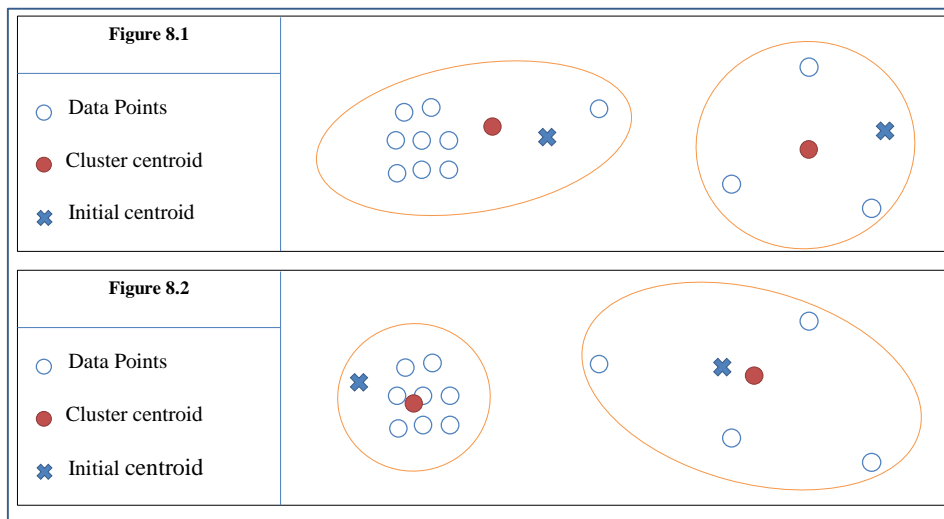 Figure 8.1
Data Points
Cluster centroid
Initial centroid
Figure 8.2
Data Points
Cluster centroid
Initial centroid